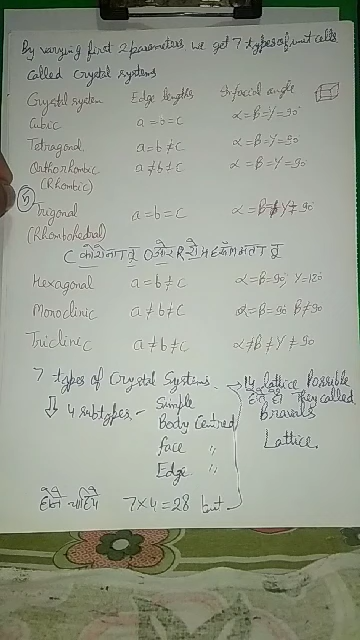 By varying first 2 parameters we get 7 types of unit cells
called Crystal systems
Crystal system Edge lengths Interfacial angle
Cubic a = b = c α = β = γ = 90°
Tetragonal a = b ≠ c α = β = γ = 90°
Orthorhombic a ≠ b ≠ c α = β = γ = 90°
(Rhombic)
Trigonal a = b = c α = β = γ ≠ 90°
(Rhombohedral)
Hexagonal a = b ≠ c α = β = 90°, γ = 120°
Monoclinic a ≠ b ≠ c α = β = 90° β ≠ 90°
Triclinic a ≠ b ≠ c α ≠ β ≠ γ ≠ 90°
7 types of Crystal Systems
4 subtypes - Simple
Body Centred
Face "
Edge "
14 lattice Possible
They called
Bravais
Lattice.
7 × 4 = 28 but